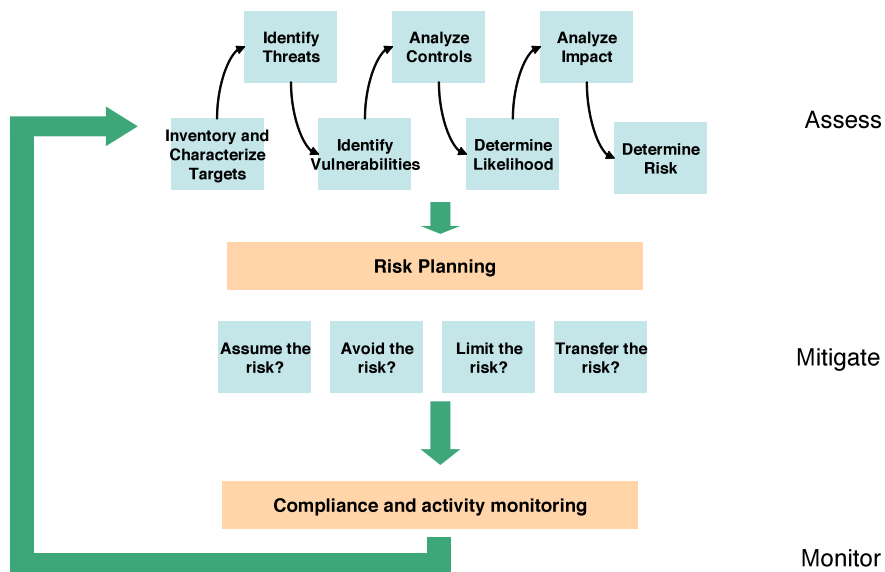 Identify
Threats
Analyze
Controls
Analyze
Impact
Assess
Inventory and
Characterize
Targets
Identify
Vulnerabilities
Determine
Likelihood
Determine
Risk
Risk Planning
Assume the
risk?
Avoid the
risk?
Limit the
risk?
Transfer the
risk?
Mitigate
Compliance and activity monitoring
Monitor